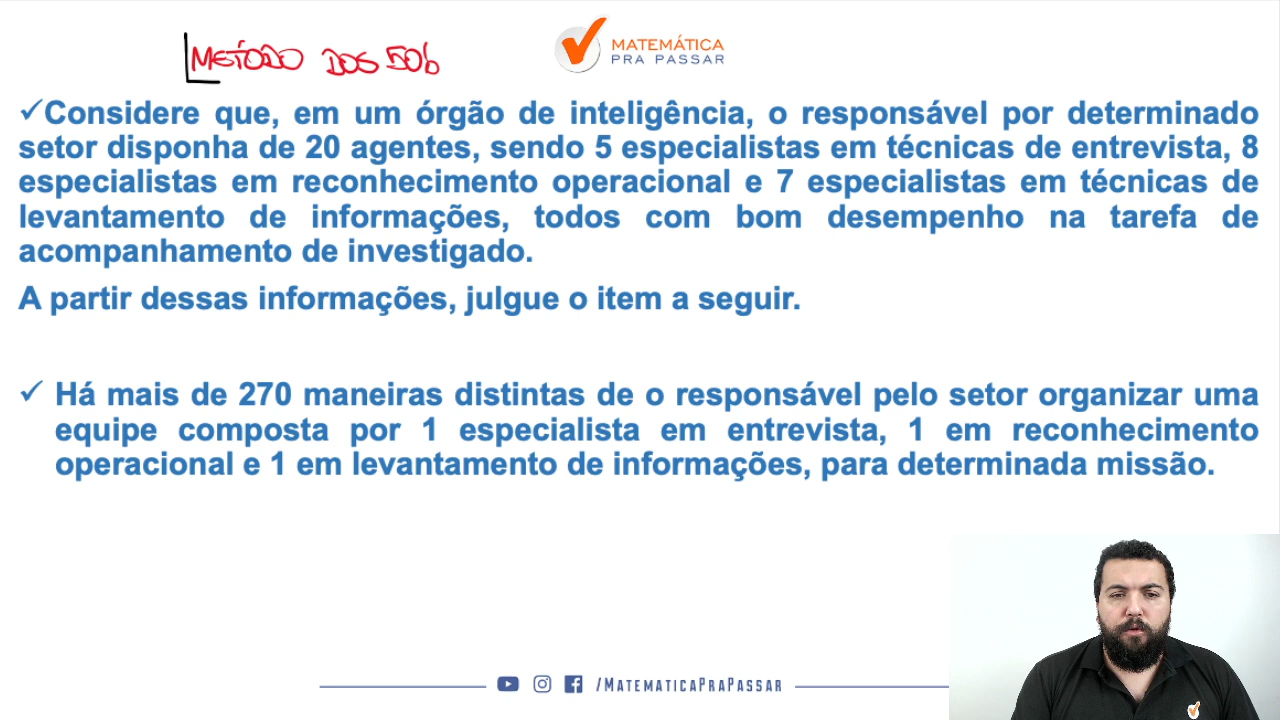 METODO DOS 50%
MATEMÁTICA
PRA PASSAR
✓Considere que, em um órgão de inteligência, o responsável por determinado
setor disponha de 20 agentes, sendo 5 especialistas em técnicas de entrevista, 8
especialistas em reconhecimento operacional e 7 especialistas em técnicas de
levantamento de informações, todos com bom desempenho na tarefa de
acompanhamento de investigado.
A partir dessas informações, julgue o item a seguir.
✓ Há mais de 270 maneiras distintas de o responsável pelo setor organizar uma
equipe composta por 1 especialista em entrevista, 1 em reconhecimento
operacional e 1 em levantamento de informações, para determinada missão.
/MATEMATICAPRAPASSAR